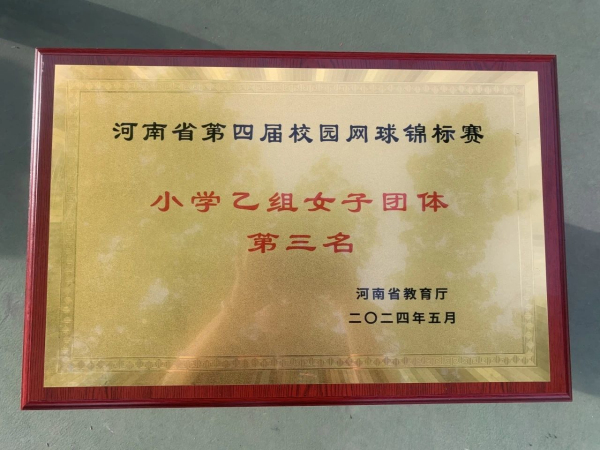 河南省第四届校园网球锦标赛
小学乙组女子团体
第三名
河南省教育厅
二〇二四年五月